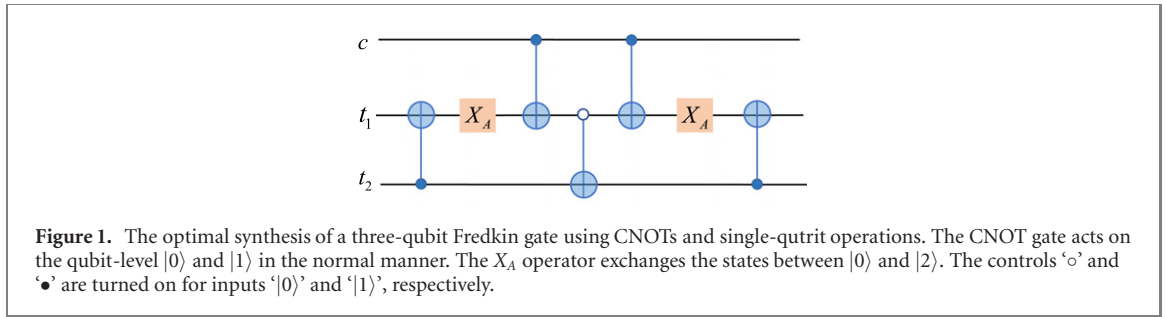 c
t₁ X_A X_A
t₂
Figure 1. The optimal synthesis of a three-qubit Fredkin gate using CNOTs and single-qutrit operations. The CNOT gate acts on
the qubit-level |0⟩ and |1⟩ in the normal manner. The X_A operator exchanges the states between |0⟩ and |2⟩. The controls ‘○’ and
‘●’ are turned on for inputs ‘|0⟩’ and ‘|1⟩’, respectively.